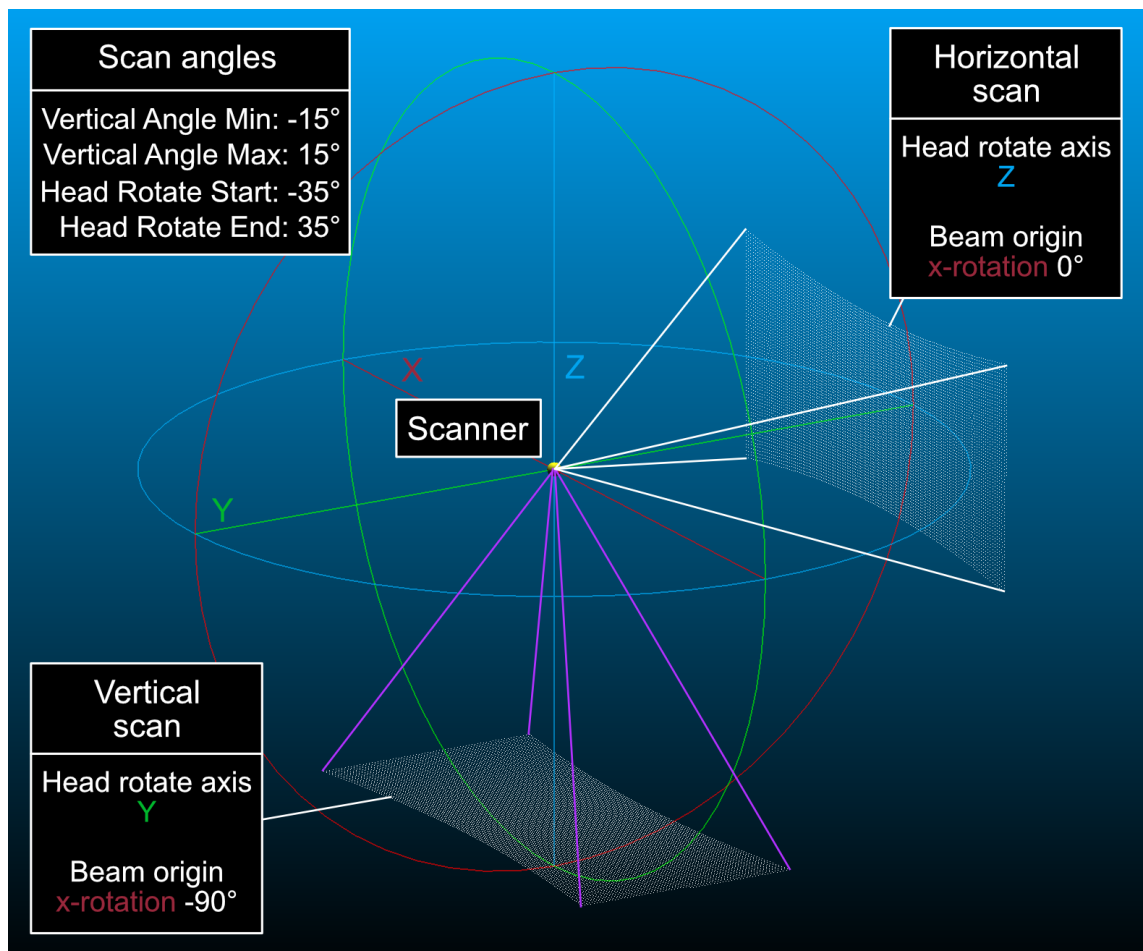 Scan angles
Vertical Angle Min: -15°
Vertical Angle Max: 15°
Head Rotate Start: -35°
Head Rotate End: 35°
Horizontal
scan
Head rotate axis
Z
Beam origin
x-rotation 0°
X
Z
Scanner
Y
Vertical
scan
Head rotate axis
Y
Beam origin
x-rotation -90°